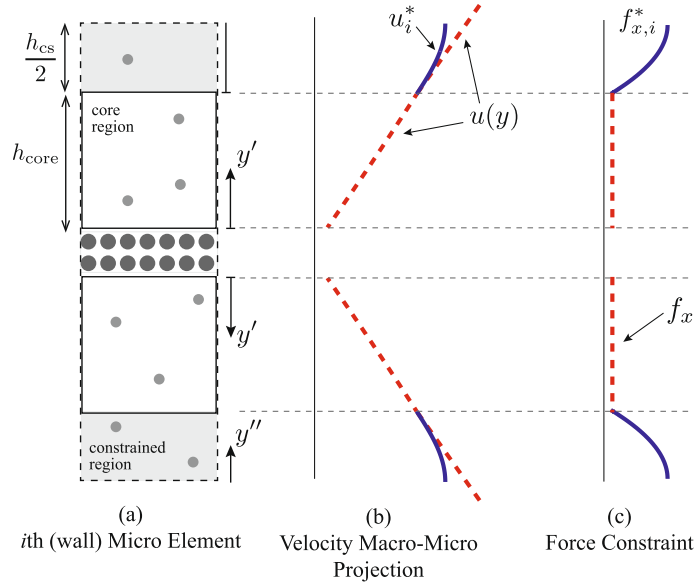 h_cs
2
h_core
core
region
y′
y′
y″
constrained
region
u_i^*
u(y)
f_{x,i}^*
f_x
(a)
ith (wall) Micro Element
(b)
Velocity Macro-Micro
Projection
(c)
Force Constraint